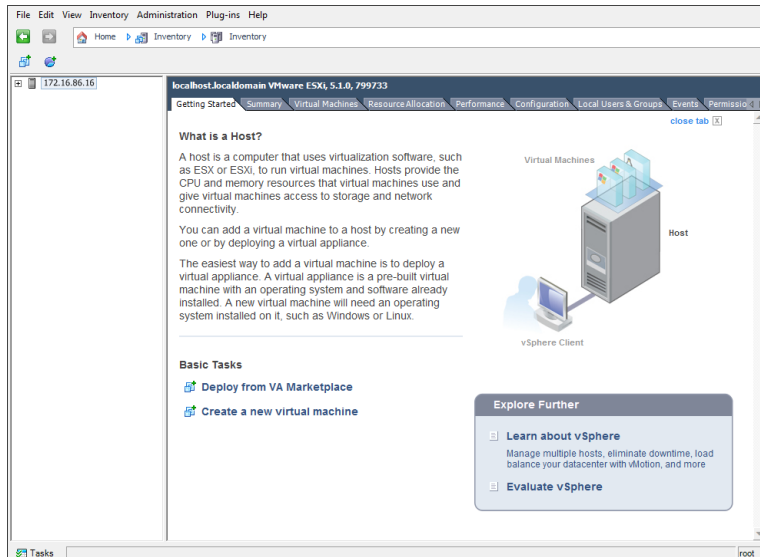 File Edit View Inventory Administration Plug-ins Help
Home Inventory Inventory
172.16.86.16
localhost.localdomain VMware ESXi, 5.1.0, 799733
Getting Started Summary Virtual Machines Resource Allocation Performance Configuration Local Users & Groups Events Permissio
close tab X
What is a Host?
A host is a computer that uses virtualization software, such
as ESX or ESXi, to run virtual machines. Hosts provide the
CPU and memory resources that virtual machines use and
give virtual machines access to storage and network
connectivity.
You can add a virtual machine to a host by creating a new
one or by deploying a virtual appliance.
The easiest way to add a virtual machine is to deploy a
virtual appliance. A virtual appliance is a pre-built virtual
machine with an operating system and software already
installed. A new virtual machine will need an operating
system installed on it, such as Windows or Linux.
Virtual Machines
Host
vSphere Client
Basic Tasks
Deploy from VA Marketplace
Create a new virtual machine
Explore Further
Learn about vSphere
Manage multiple hosts, eliminate downtime, load
balance your datacenter with vMotion, and more
Evaluate vSphere
Tasks
root